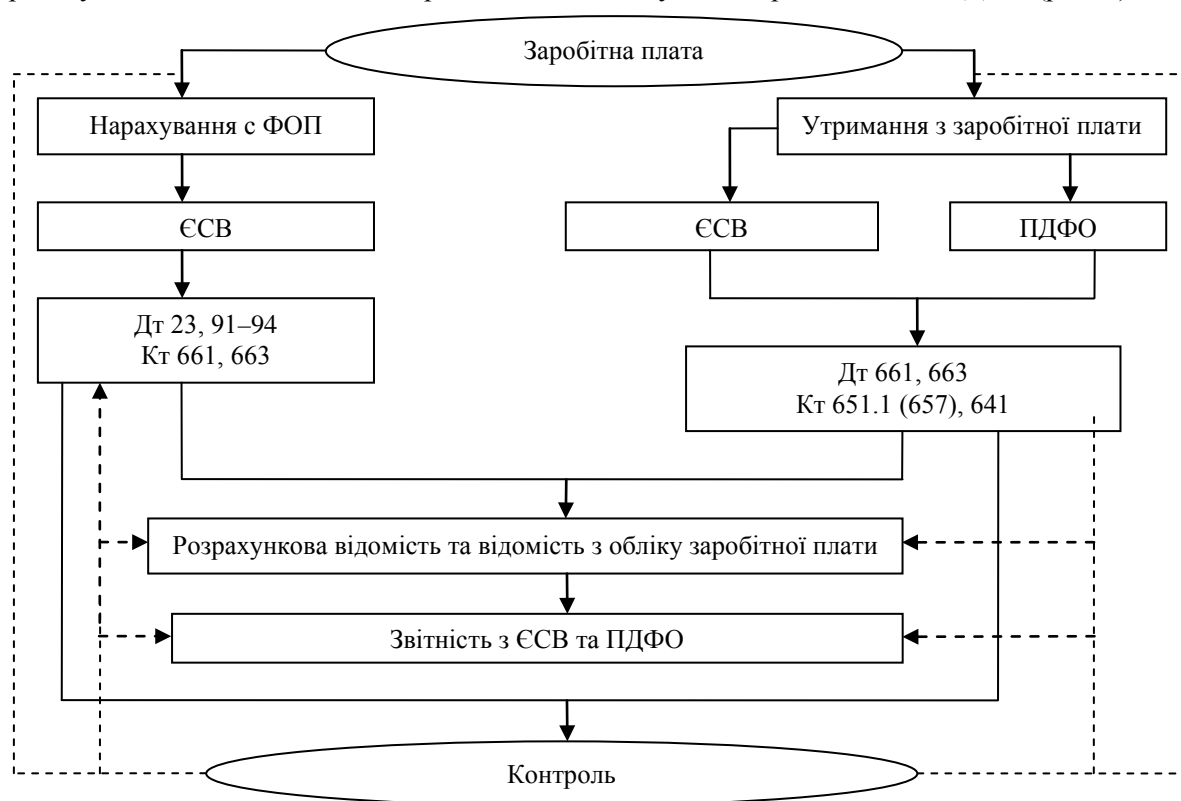 Заробітна плата
Нарахування с ФОП
Утримання з заробітної плати
ЄСВ
ЄСВ
ПДФО
Дт 23, 91–94
Кт 661, 663
Дт 661, 663
Кт 651.1 (657), 641
Розрахункова відомість та відомість з обліку заробітної плати
Звітність з ЄСВ та ПДФО
Контроль